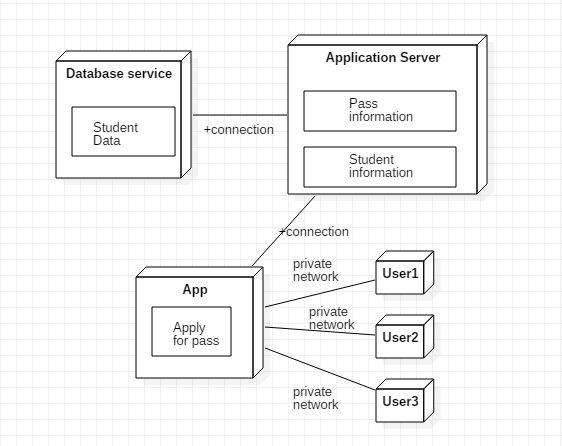 Database service
Student
Data
+connection
Application Server
Pass
information
Student
information
+connection
App
Apply
for pass
private
network
User1
private
network
User2
private
network
User3